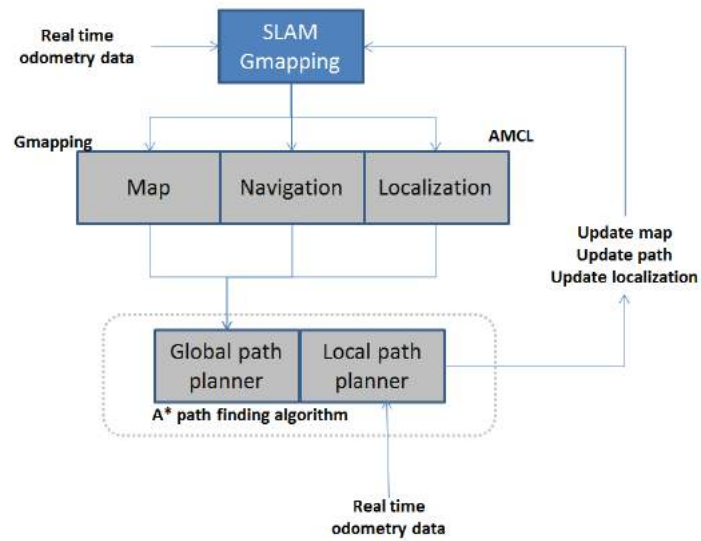 Real time
odometry data
SLAM
Gmapping
Gmapping
AMCL
Map
Navigation
Localization
Update map
Update path
Update localization
Global path
planner
Local path
planner
A* path finding algorithm
Real time
odometry data